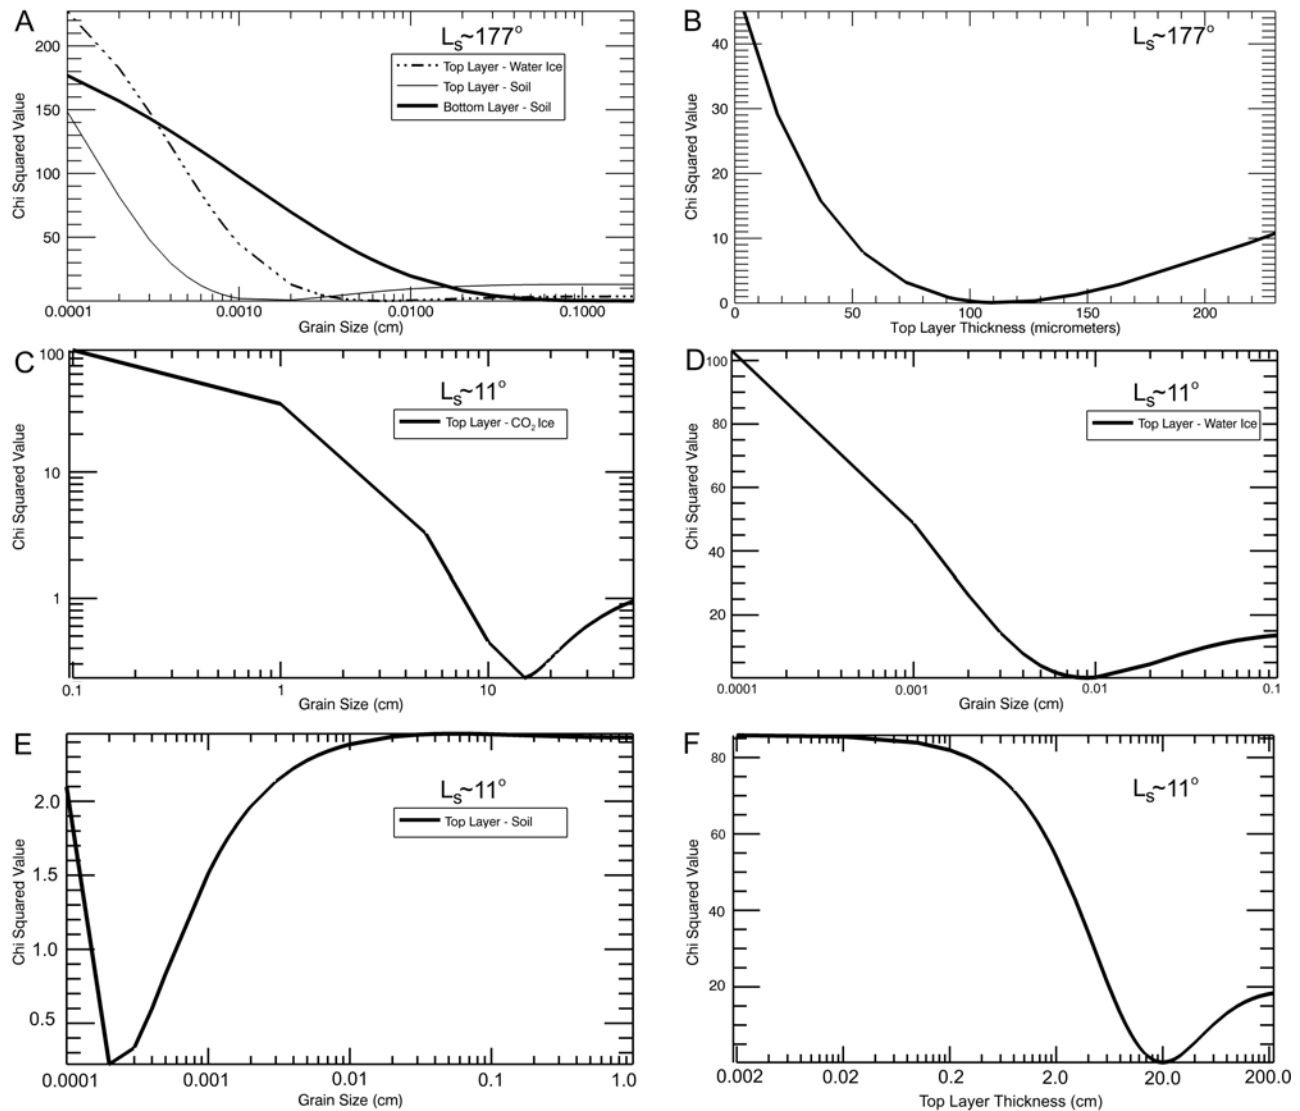 A
L_s~177°
Top Layer - Water Ice
Top Layer - Soil
Bottom Layer - Soil
Chi Squared Value
200
150
100
50
0.0001
0.0010
0.0100
0.1000
Grain Size (cm)
B
L_s~177°
Chi Squared Value
40
30
20
10
0
0
50
100
150
200
Top Layer Thickness (micrometers)
C
L_s~11°
Top Layer - CO₂ Ice
Chi Squared Value
100
10
1
0.1
1
10
Grain Size (cm)
D
L_s~11°
Top Layer - Water Ice
Chi Squared Value
100
80
60
40
20
0.0001
0.001
0.01
0.1
Grain Size (cm)
E
L_s~11°
Top Layer - Soil
Chi Squared Value
2.0
1.5
1.0
0.5
0.0001
0.001
0.01
0.1
1.0
Grain Size (cm)
F
L_s~11°
Chi Squared Value
80
60
40
20
0.002
0.02
0.2
2.0
20.0
200.0
Top Layer Thickness (cm)